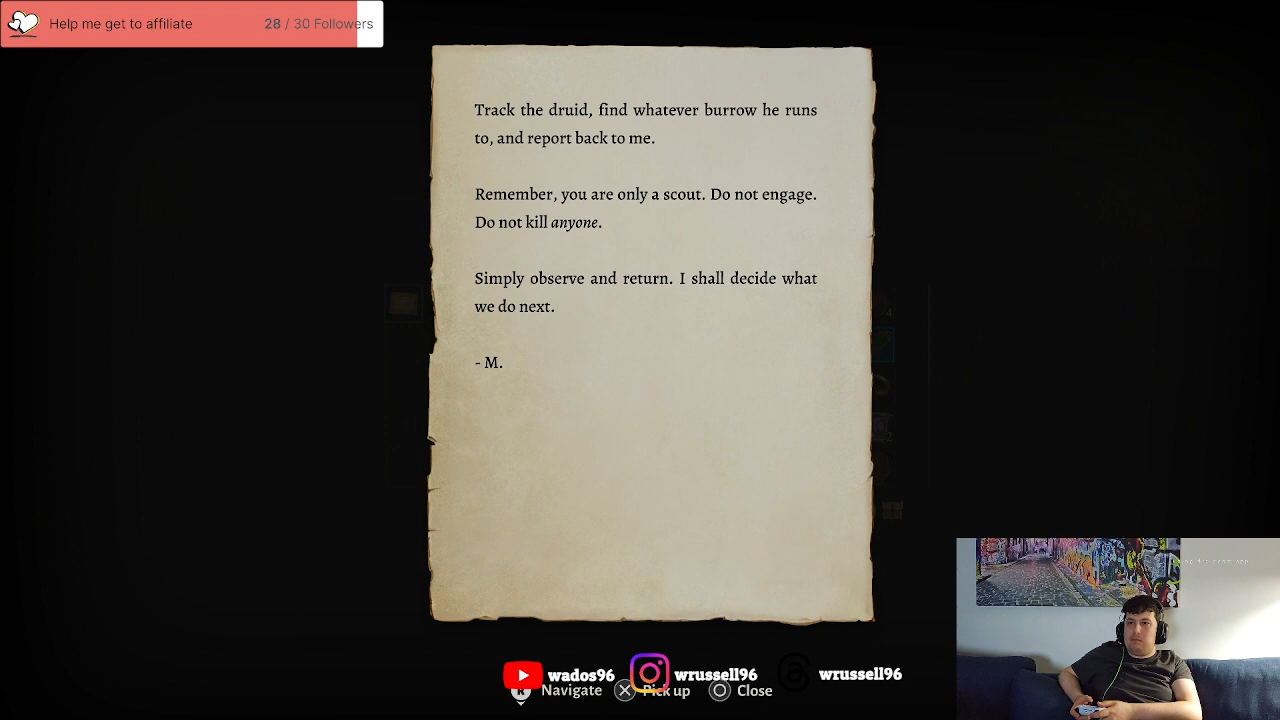 Help me get to affiliate 28 / 30 Followers
Track the druid, find whatever burrow he runs
to, and report back to me.
Remember, you are only a scout. Do not engage.
Do not kill anyone.
Simply observe and return. I shall decide what
we do next.
- M.
wados96 wrussell96 wrussell96
R Navigate Pick up Close